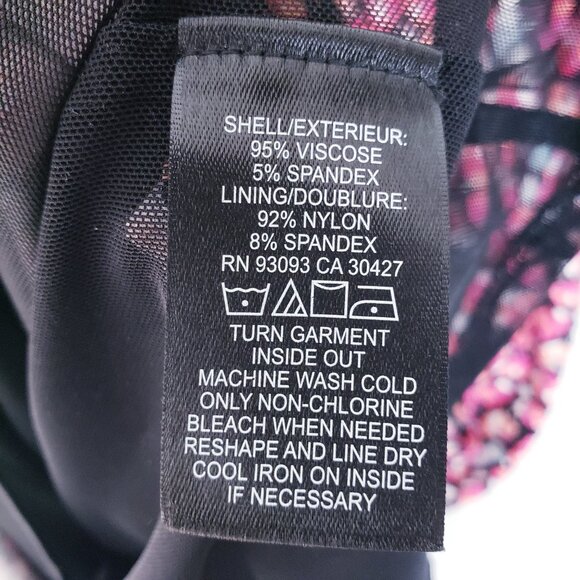 SHELL/EXTERIEUR:
95% VISCOSE
5% SPANDEX
LINING/DOUBLURE:
92% NYLON
8% SPANDEX
RN 93093 CA 30427
TURN GARMENT
INSIDE OUT
MACHINE WASH COLD
ONLY NON-CHLORINE
BLEACH WHEN NEEDED
RESHAPE AND LINE DRY
COOL IRON ON INSIDE
IF NECESSARY